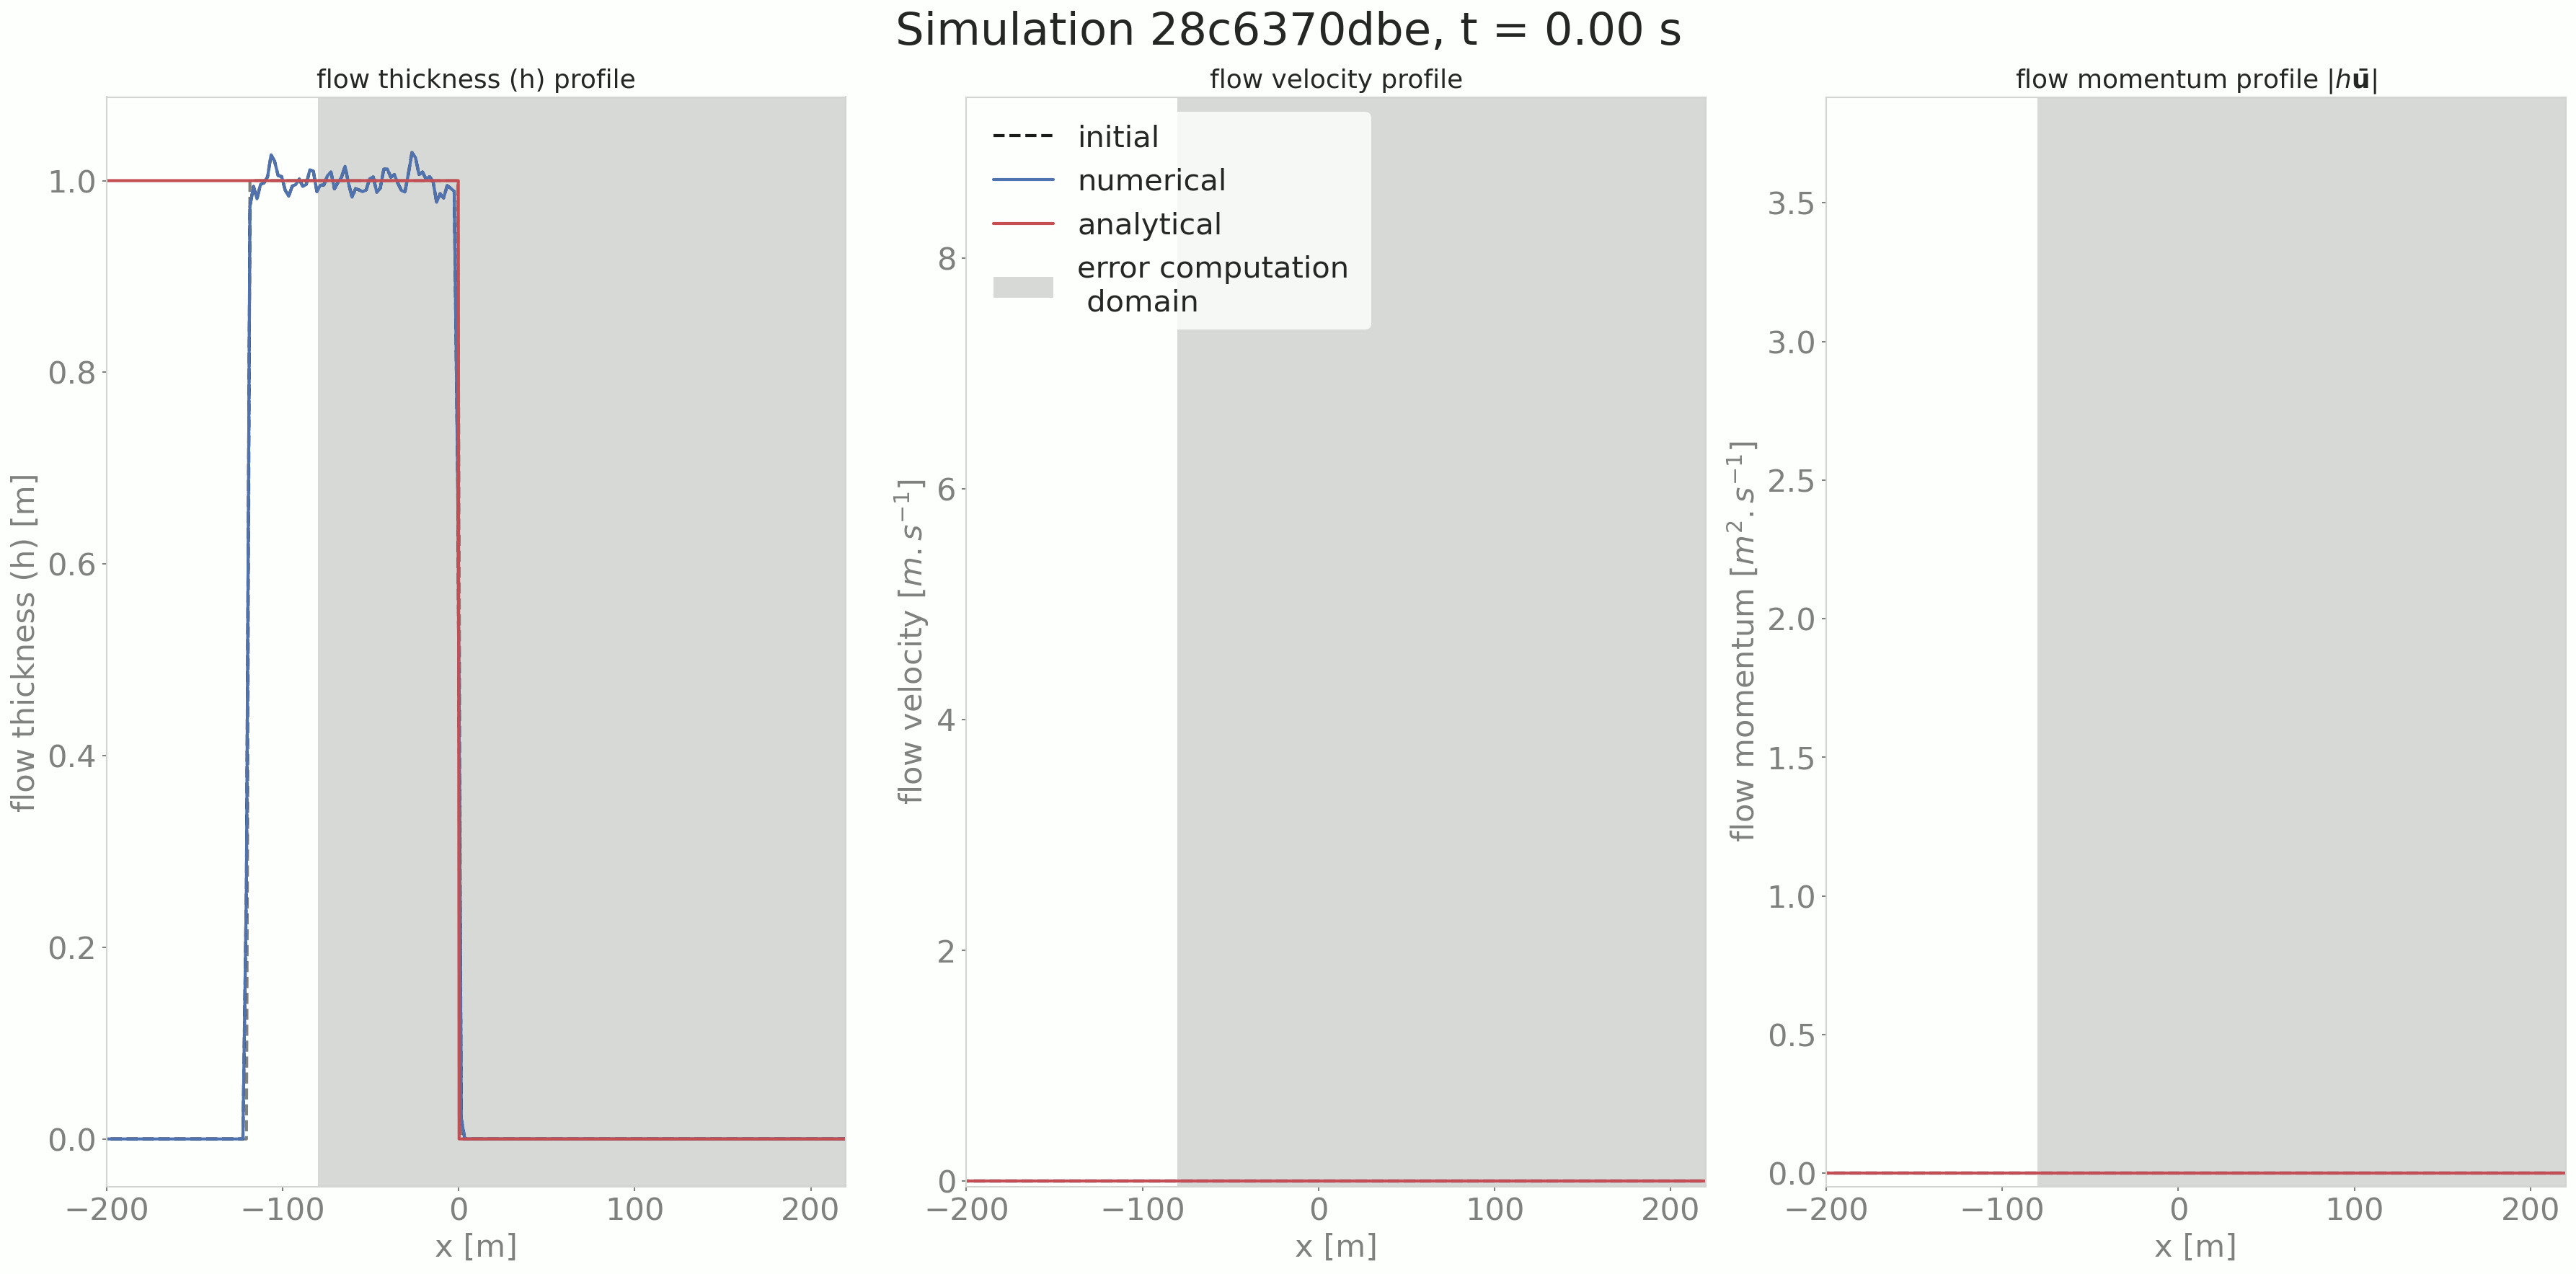 Simulation 28c6370dbe, t = 0.00 s
flow thickness (h) profile
1.0
0.8
0.6
0.4
0.2
0.0
flow thickness (h) [m]
−200
−100
0
100
200
x [m]
flow velocity profile
initial
numerical
analytical
error computation
domain
8
6
4
2
0
flow velocity [m.s⁻¹]
−200
−100
0
100
200
x [m]
flow momentum profile |hū|
3.5
3.0
2.5
2.0
1.5
1.0
0.5
0.0
flow momentum [m².s⁻¹]
−200
−100
0
100
200
x [m]